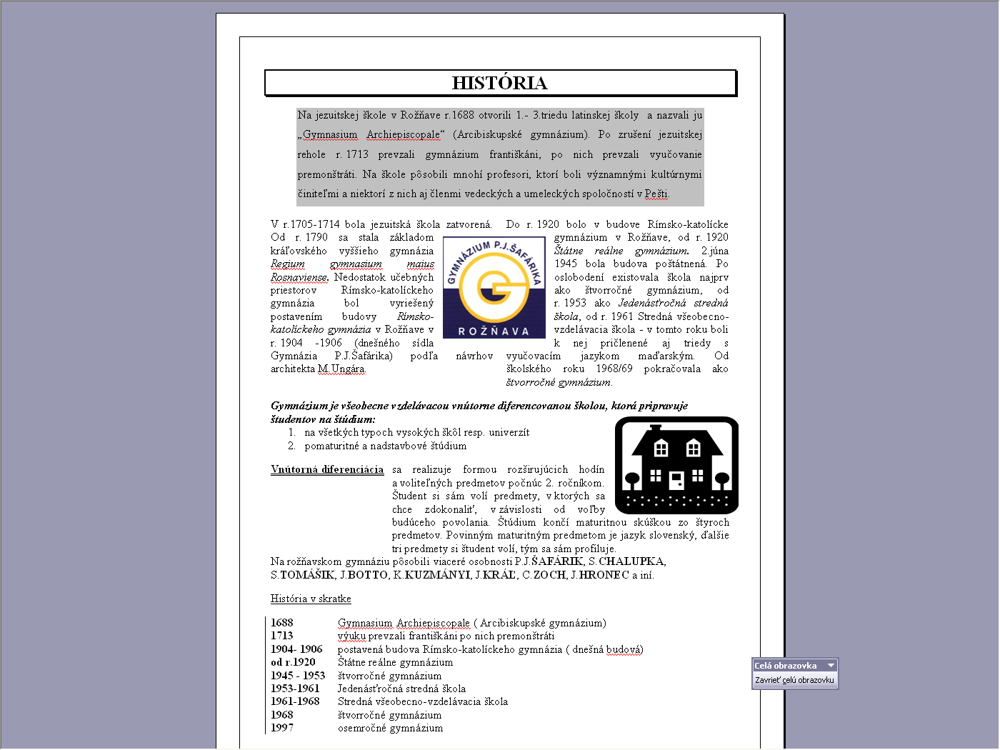 HISTÓRIA
Na jezuitskej škole v Rožňave r.1688 otvorili 1.- 3.triedu latinskej školy a nazvali ju
„Gymnasium Archiepiscopale“ (Arcibiskupské gymnázium). Po zrušení jezuitskej
rehole r. 1713 prevzali gymnázium františkáni, po nich prevzali vyučovanie
premonštráti. Na škole pôsobili mnohí profesori, ktorí boli významnými kultúrnymi
činiteľmi a niektorí z nich aj členmi vedeckých a umeleckých spoločností v Pešti.
V r.1705-1714 bola jezuitská škola zatvorená.
Od r. 1790 sa stala základom
kráľovského vyššieho gymnázia
Regium gymnasium maius
Rosnaviense. Nedostatok učebných
priestorov Rímsko-katolíckeho
gymnázia bol vyriešený
postavením budovy Rímsko-
katolíckeho gymnázia v Rožňave v
r. 1904 -1906 (dnešného sídla
Gymnázia P.J.Šafárika) podľa návrhov
architekta M.Ungára.
GYMNÁZIUM P.J.ŠAFÁRIKA
ROŽŇAVA
Do r. 1920 bolo v budove Rímsko-katolícke
gymnázium v Rožňave, od r. 1920
Štátne reálne gymnázium. 2.júna
1945 bola budova poštátnená. Po
oslobodení existovala škola najprv
ako štvorročné gymnázium, od
r. 1953 ako Jedenásťročná stredná
škola, od r. 1961 Stredná všeobecno-
vzdelávacia škola - v tomto roku boli
k nej pričlenené aj triedy s
vyučovacím jazykom maďarským. Od
školského roku 1968/69 pokračovala ako
štvorročné gymnázium.
Gymnázium je všeobecne vzdelávacou vnútorne diferencovanou školou, ktorá pripravuje
študentov na štúdium:
1. na všetkých typoch vysokých škôl resp. univerzít
2. pomaturitné a nadstavbové štúdium
Vnútorná diferenciácia sa realizuje formou rozširujúcich hodín
a voliteľných predmetov počnúc 2. ročníkom.
Študent si sám volí predmety, v ktorých sa
chce zdokonaliť, v závislosti od voľby
budúceho povolania. Štúdium končí maturitnou skúškou zo štyroch
predmetov. Povinným maturitným predmetom je jazyk slovenský, ďalšie
tri predmety si študent volí, tým sa sám profiluje.
Na rožňavskom gymnáziu pôsobili viaceré osobnosti P.J.ŠAFÁRIK, S.CHALUPKA,
S.TOMÁŠIK, J.BOTTO, K.KUZMÁNYI, J.KRÁĽ, C.ZOCH, J.HRONEC a iní.
História v skratke
1688 Gymnasium Archiepiscopale ( Arcibiskupské gymnázium)
1713 výuku prevzali františkáni po nich premonštráti
1904- 1906 postavená budova Rímsko-katolíckeho gymnázia ( dnešná budová)
od r.1920 Štátne reálne gymnázium
1945 - 1953 štvorročné gymnázium
1953-1961 Jedenásťročná stredná škola
1961-1968 Stredná všeobecno-vzdelávacia škola
1968 štvorročné gymnázium
1997 osemročné gymnázium
Celá obrazovka
Zavrieť celú obrazovku